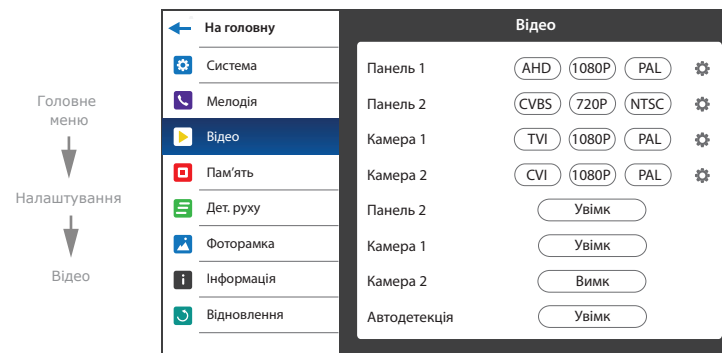 Головне
меню
Налаштування
Відео
На головну
Система
Мелодія
Відео
Пам’ять
Дет. руху
Фоторамка
Інформація
Відновлення
Відео
Панель 1 AHD 1080P PAL
Панель 2 CVBS 720P NTSC
Камера 1 TVI 1080P PAL
Камера 2 CVI 1080P PAL
Панель 2 Увімк
Камера 1 Увімк
Камера 2 Вимк
Автодетекція Увімк